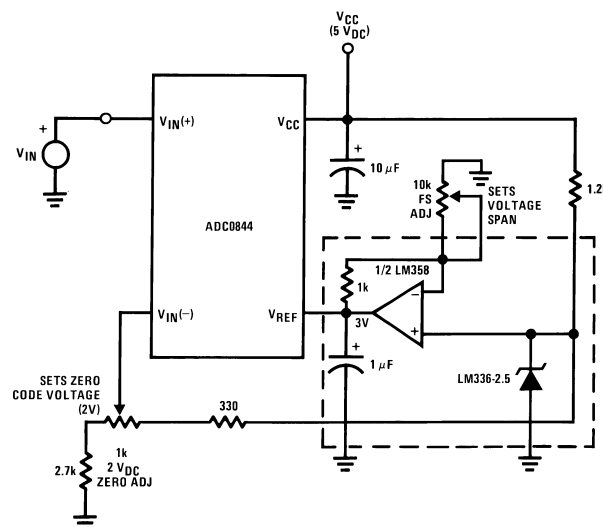 VCC
(5 VDC)
VIN(+)
VCC
+
VIN
+
10 μF
10k
FS
ADJ
SETS
VOLTAGE
SPAN
1.2
ADC0844
1/2 LM358
1k
VIN(−)
VREF
3V
−
+
+
1 μF
LM336-2.5
SETS ZERO
CODE VOLTAGE
(2V)
330
1k
2 VDC
ZERO ADJ
2.7k